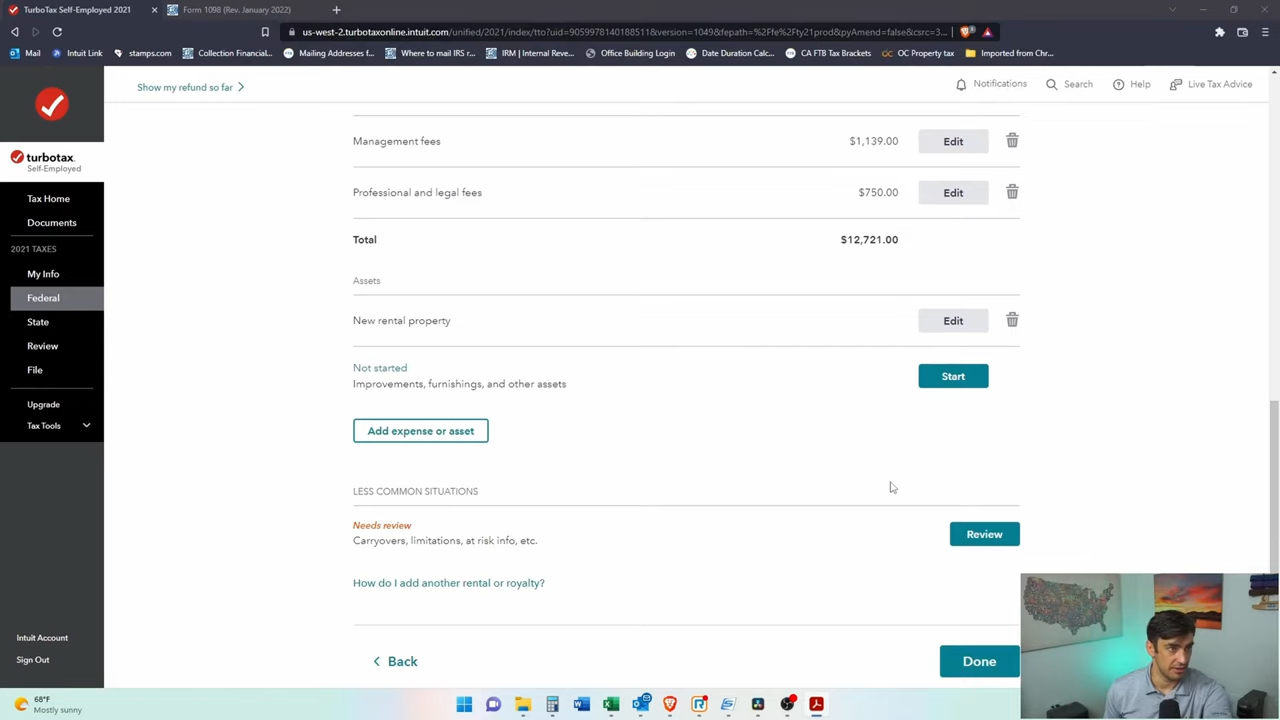 TurboTax Self-Employed 2021
Form 1098 (Rev. January 2022)
us-west-2.turbotaxonline.intuit.com/unified/2021/index/tto?uid=9059978140188511&version=1049&fepath=%2Ffe%2Fty21prod&pyAmend=false&csrc=3...
Mail
Intuit Link
stamps.com
Collection Financial...
Mailing Addresses f...
Where to mail IRS r...
IRM | Internal Reve...
Office Building Login
Date Duration Calc...
CA FTB Tax Brackets
OC Property tax
Imported from Chr...
Show my refund so far
Notifications
Search
Help
Live Tax Advice
turbotax
Self-Employed
Tax Home
Documents
2021 TAXES
My Info
Federal
State
Review
File
Upgrade
Tax Tools
Intuit Account
Sign Out
Management fees $1,139.00 Edit
Professional and legal fees $750.00 Edit
Total $12,721.00
Assets
New rental property Edit
Not started
Improvements, furnishings, and other assets Start
Add expense or asset
LESS COMMON SITUATIONS
Needs review
Carryovers, limitations, at risk info, etc. Review
How do I add another rental or royalty?
Back
Done
68°F
Mostly sunny